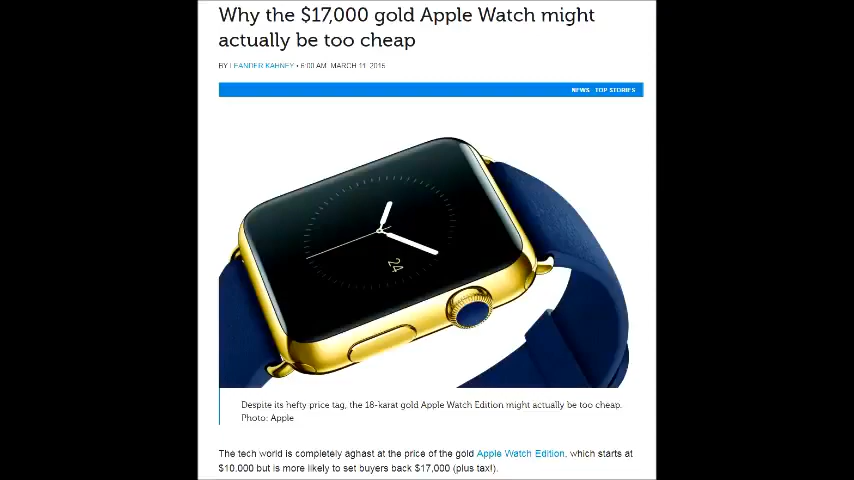 Why the $17,000 gold Apple Watch might
actually be too cheap
BY LEANDER KAHNEY • 6:00 AM, MARCH 11, 2015
NEWS TOP STORIES
24
Despite its hefty price tag, the 18-karat gold Apple Watch Edition might actually be too cheap.
Photo: Apple
The tech world is completely aghast at the price of the gold Apple Watch Edition, which starts at
$10,000 but is more likely to set buyers back $17,000 (plus tax!).